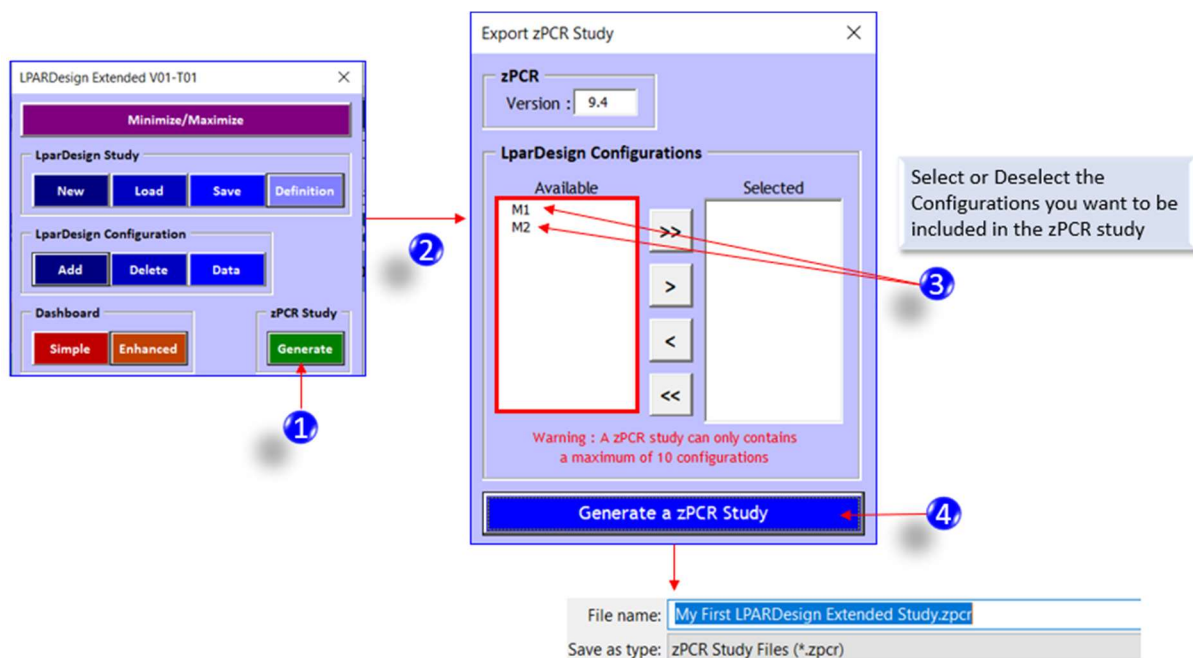 LPARDesign Extended V01-T01
Minimize/Maximize
LparDesign Study
New Load Save Definition
LparDesign Configuration
Add Delete Data
Dashboard
Simple Enhanced
zPCR Study
Generate
1
2
Export zPCR Study
zPCR
Version : 9.4
LparDesign Configurations
Available Selected
M1
M2
>>
>
<
<<
Warning : A zPCR study can only contains
a maximum of 10 configurations
Generate a zPCR Study
Select or Deselect the
Configurations you want to be
included in the zPCR study
3
4
File name: My First LPARDesign Extended Study.zpcr
Save as type: zPCR Study Files (*.zpcr)